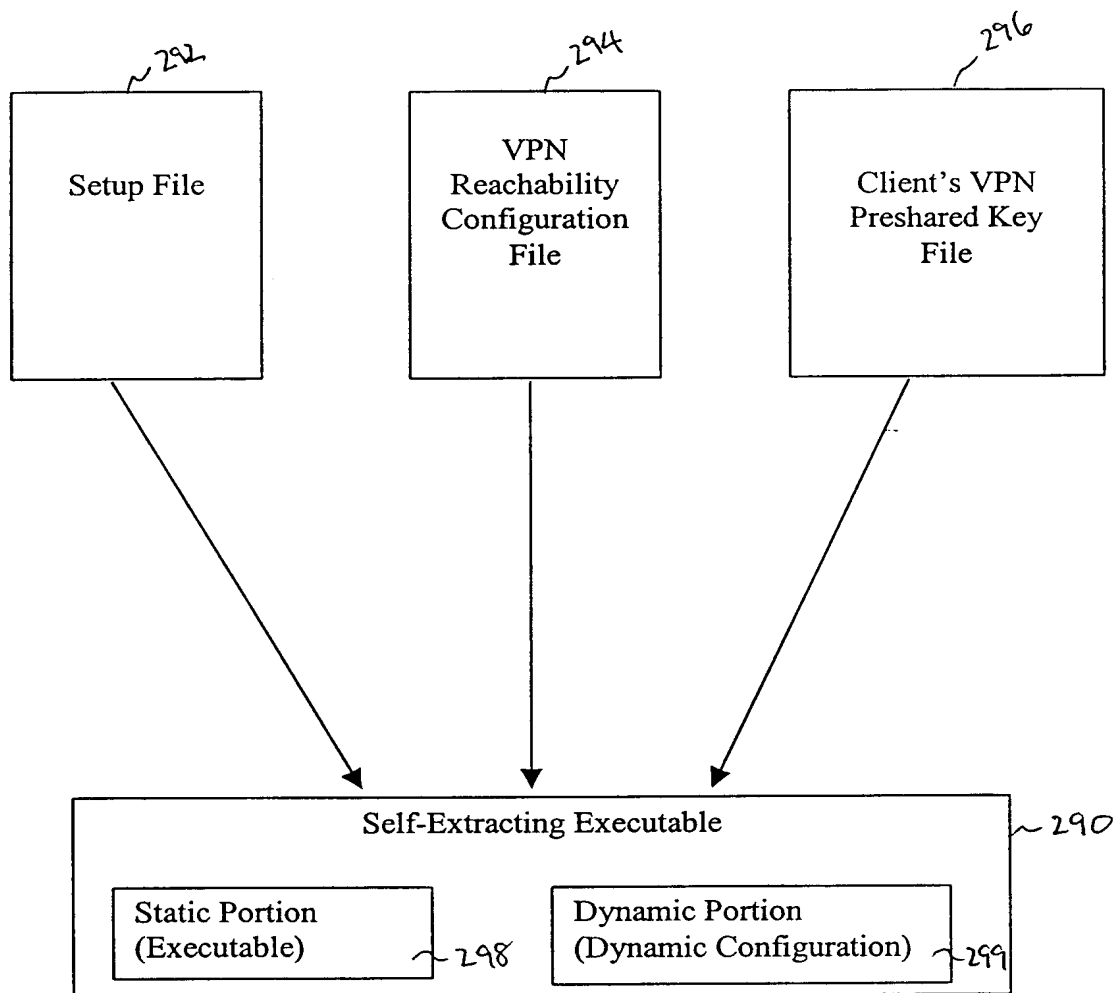 292
294
296
Setup File
VPN
Reachability
Configuration
File
Client's VPN
Preshared Key
File
Self-Extracting Executable
290
Static Portion
(Executable)
298
Dynamic Portion
(Dynamic Configuration)
299